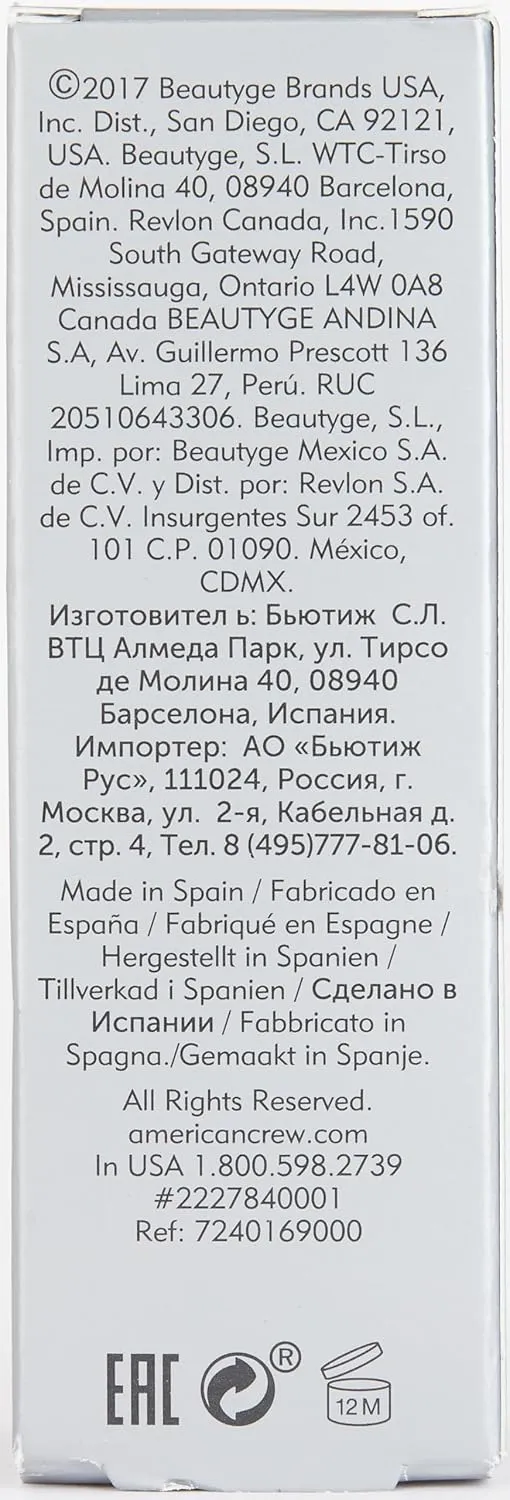 ©2017 Beautyge Brands USA,
Inc. Dist., San Diego, CA 92121,
USA. Beautyge, S.L. WTC-Tirso
de Molina 40, 08940 Barcelona,
Spain. Revlon Canada, Inc.1590
South Gateway Road,
Mississauga, Ontario L4W 0A8
Canada BEAUTYGE ANDINA
S.A, Av. Guillermo Prescott 136
Lima 27, Perú. RUC
20510643306. Beautyge, S.L.,
Imp. por: Beautyge Mexico S.A.
de C.V. y Dist. por: Revlon S.A.
de C.V. Insurgentes Sur 2453 of.
101 C.P. 01090. México,
CDMX.
Изготовител ь: Бьютиж С.Л.
ВТЦ Алмеда Парк, ул. Тирсо
де Молина 40, 08940
Барселона, Испания.
Импортер: АО «Бьютиж
Рус», 111024, Россия, г.
Москва, ул. 2-я, Кабельная д.
2, стр. 4, Тел. 8 (495)777-81-06.
Made in Spain / Fabricado en
España / Fabriqué en Espagne /
Hergestellt in Spanien /
Tillverkad i Spanien / Сделано в
Испании / Fabbricato in
Spagna./Gemaakt in Spanje.
All Rights Reserved.
americancrew.com
In USA 1.800.598.2739
#2227840001
Ref: 7240169000
EAC ® 12M